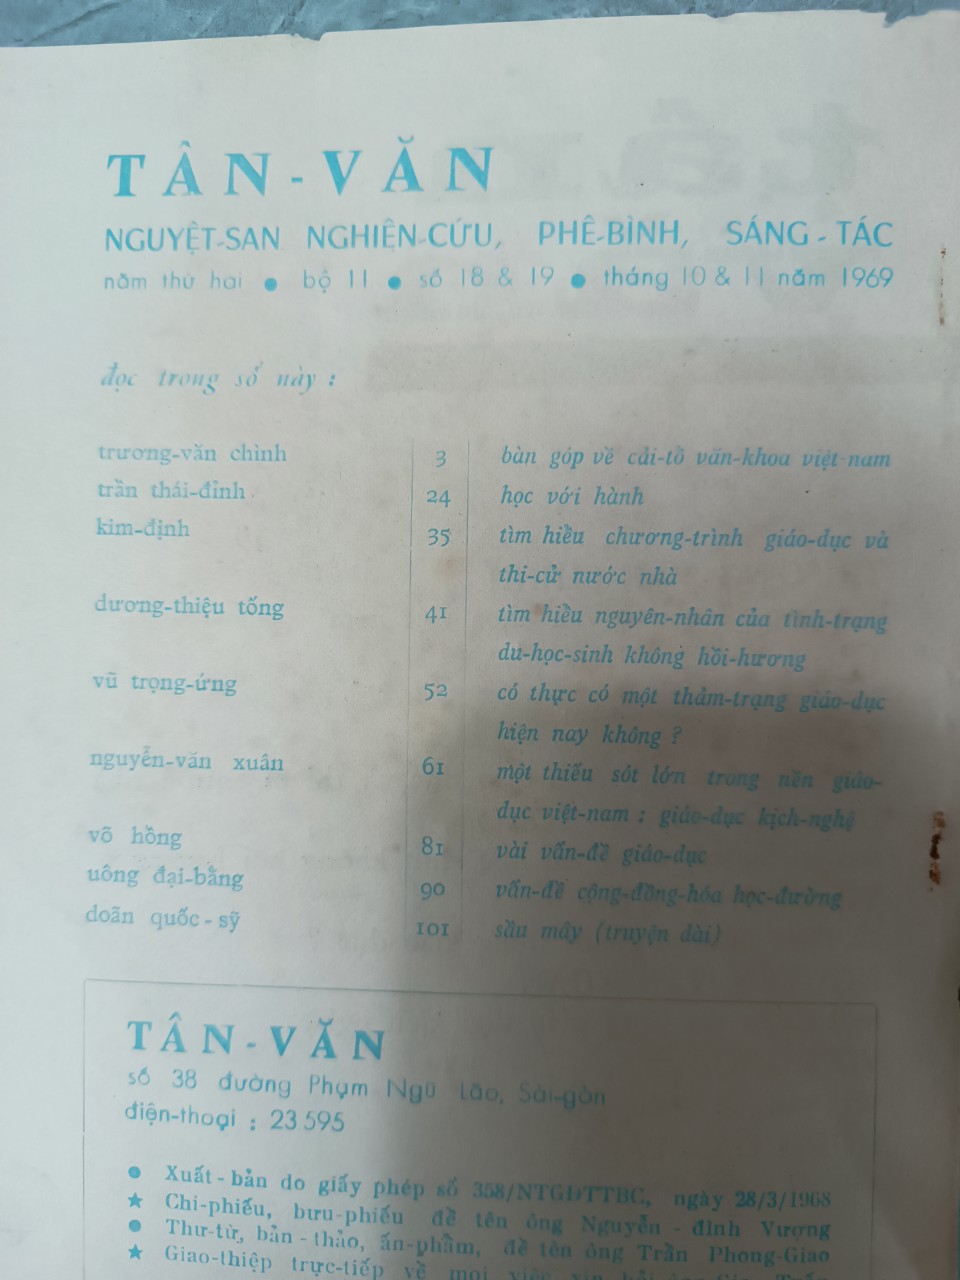 TÂN-VĂN
NGUYỆT-SAN NGHIÊN-CỨU, PHÊ-BÌNH, SÁNG-TÁC
năm thứ hai ● bộ 11 ● số 18 & 19 ● tháng 10 & 11 năm 1969
đọc trong số này :
trương-văn chình 3 bàn góp về cải-tổ văn-khoa việt nam
trần thái-đỉnh 24 học với hành
kim-định 35 tìm hiểu chương-trình giáo-dục và
thi-cử nước nhà
dương-thiệu tống 41 tìm hiểu nguyên-nhân của tình-trạng
du-học-sinh không hồi-hương
vũ trọng-ứng 52 có thực có một thảm-trạng giáo-dục
hiện nay không ?
nguyễn-văn xuân 61 một thiếu sót lớn trong nền giáo-
dục việt-nam : giáo-dục kịch-nghệ
võ hồng 81 vài vấn-đề giáo-dục
uông đại-bằng 90 vấn-đề cộng-đồng-hóa học-đường
doãn quốc-sỹ 101 sầu mây (truyện dài)
TÂN-VĂN
số 38 đường Phạm Ngũ Lão, Sài-gòn
điện-thoại : 23 595
● Xuất-bản do giấy phép số 358/NTGĐTTBC, ngày 28/3/1968
★ Chi-phiếu, bưu-phiếu đề tên ông Nguyễn-đình Vượng
● Thư-từ, bản-thảo, ấn-phẩm, đề tên ông Trần Phong-Giao
★ Giao-thiệp trực-tiếp về mọi việc xin